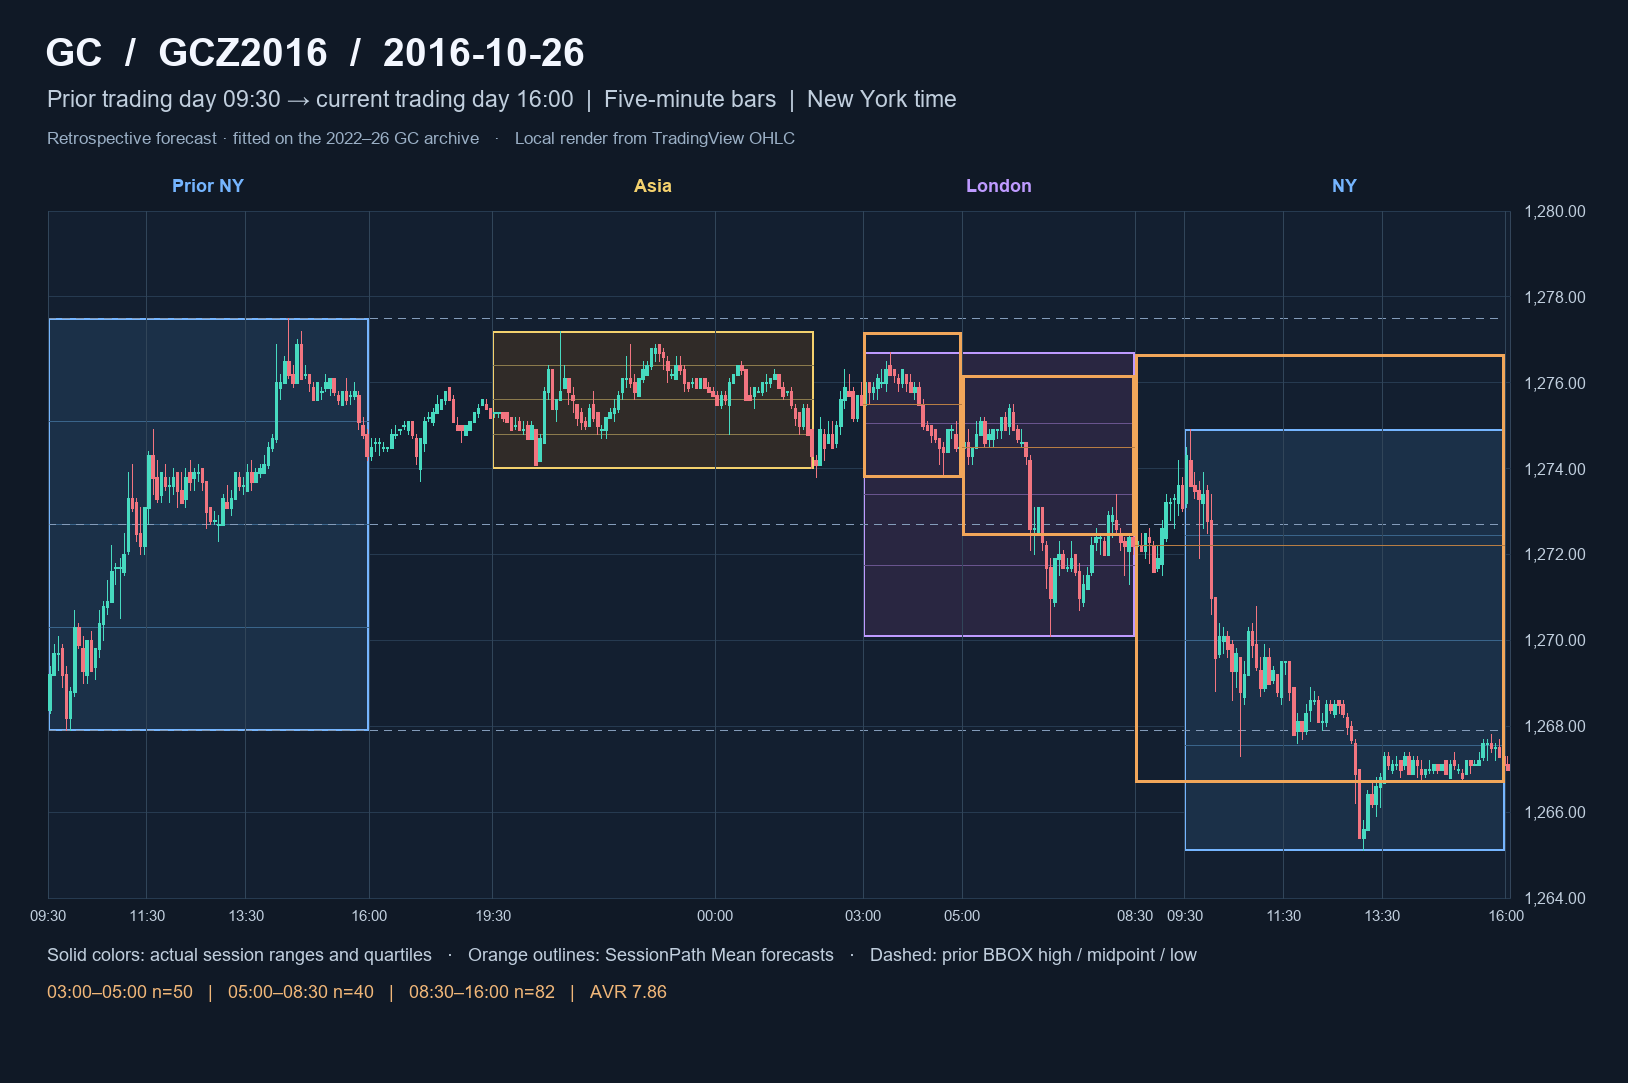 GC / GCZ2016 / 2016-10-26
Prior trading day 09:30 → current trading day 16:00 | Five-minute bars | New York time
Retrospective forecast · fitted on the 2022–26 GC archive · Local render from TradingView OHLC
Prior NY Asia London NY
1,280.00
1,278.00
1,276.00
1,274.00
1,272.00
1,270.00
1,268.00
1,266.00
1,264.00
09:30 11:30 13:30 16:00 19:30 00:00 03:00 05:00 08:30 09:30 11:30 13:30 16:00
Solid colors: actual session ranges and quartiles · Orange outlines: SessionPath Mean forecasts · Dashed: prior BBOX high / midpoint / low
03:00–05:00 n=50 | 05:00–08:30 n=40 | 08:30–16:00 n=82 | AVR 7.86